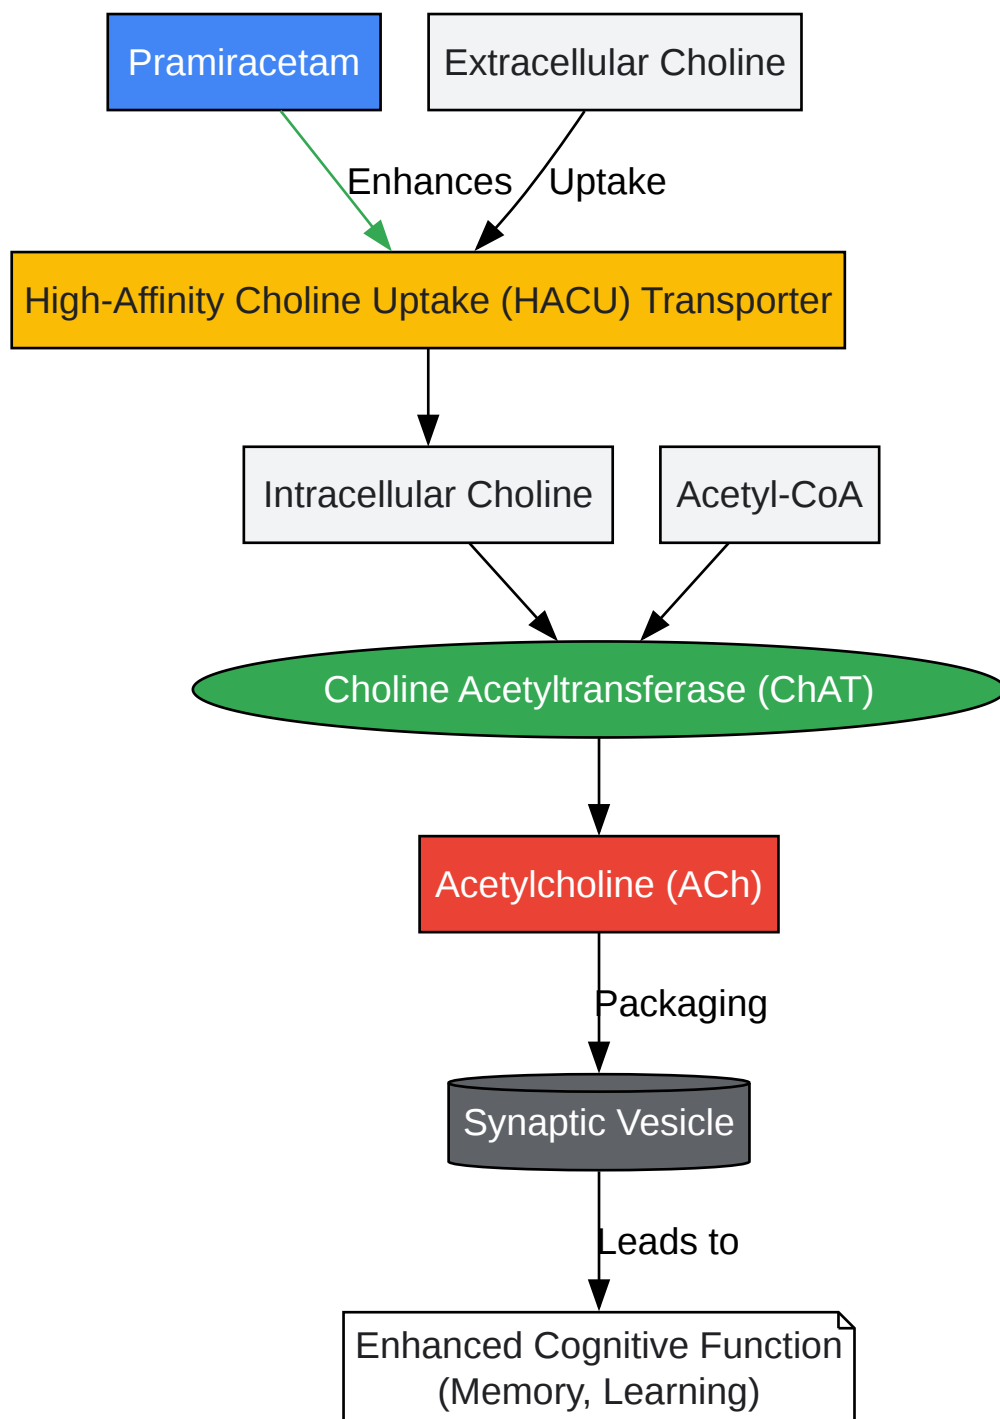 Pramiracetam
Extracellular Choline
Enhances
Uptake
High-Affinity Choline Uptake (HACU) Transporter
Intracellular Choline
Acetyl-CoA
Choline Acetyltransferase (ChAT)
Acetylcholine (ACh)
Packaging
Synaptic Vesicle
Leads to
Enhanced Cognitive Function
(Memory, Learning)